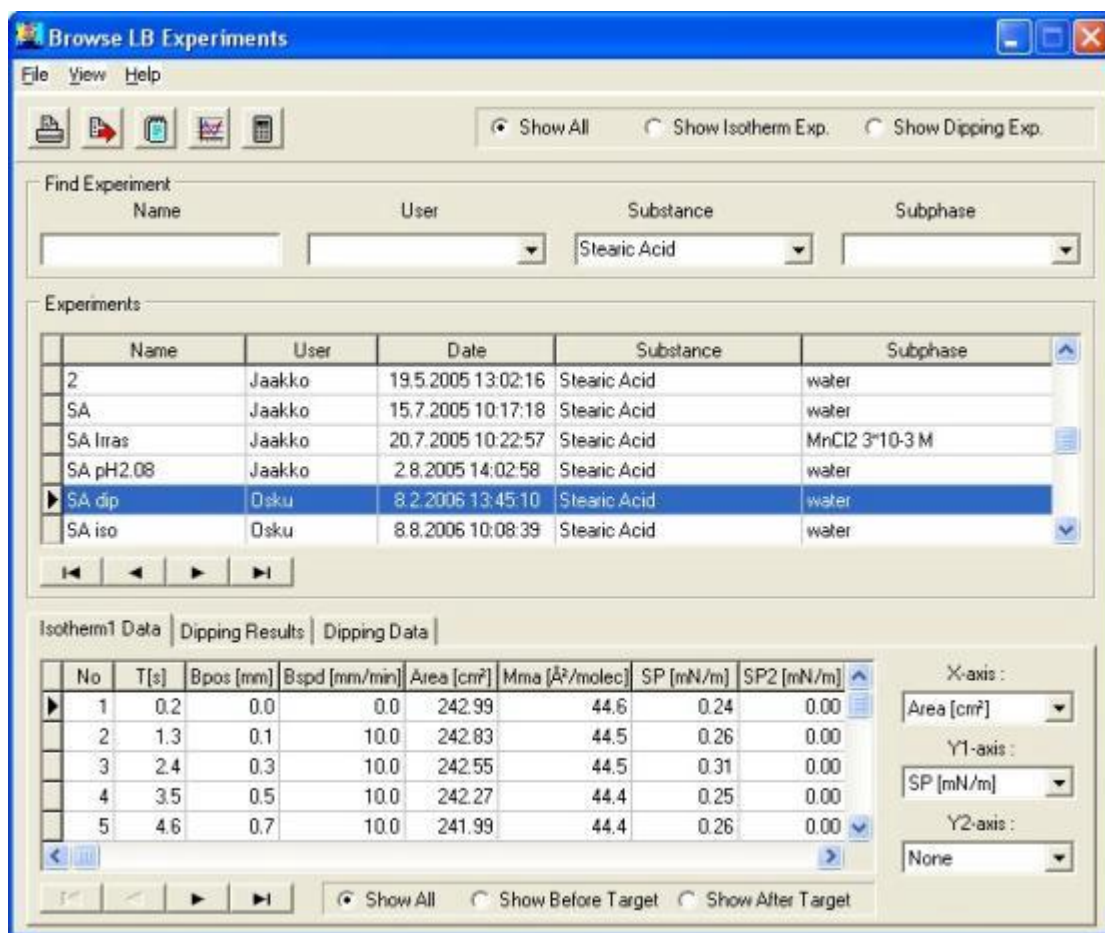 Browse LB Experiments
File View Help
Show All Show Isotherm Exp. Show Dipping Exp.
Find Experiment
Name User Substance Subphase
Stearic Acid
Experiments
Name User Date Substance Subphase
2 Jaakko 19.5.2005 13:02:16 Stearic Acid water
SA Jaakko 15.7.2005 10:17:18 Stearic Acid water
SA Irras Jaakko 20.7.2005 10:22:57 Stearic Acid MnCl2 3*10-3 M
SA pH2.08 Jaakko 2.8.2005 14:02:58 Stearic Acid water
SA dip Osku 8.2.2006 13:45:10 Stearic Acid water
SA iso Osku 8.8.2006 10:08:39 Stearic Acid water
Isotherm1 Data Dipping Results Dipping Data
No T[s] Bpos [mm] Bspd [mm/min] Area [cm²] Mma [Å²/molec] SP [mN/m] SP2 [mN/m] X-axis :
1 0.2 0.0 0.0 242.99 44.6 0.24 0.00 Area [cm²]
2 1.3 0.1 10.0 242.83 44.5 0.26 0.00 Y1-axis :
3 2.4 0.3 10.0 242.55 44.5 0.31 0.00
4 3.5 0.5 10.0 242.27 44.4 0.25 0.00 SP [mN/m]
5 4.6 0.7 10.0 241.99 44.4 0.26 0.00 Y2-axis :
None
Show All Show Before Target Show After Target